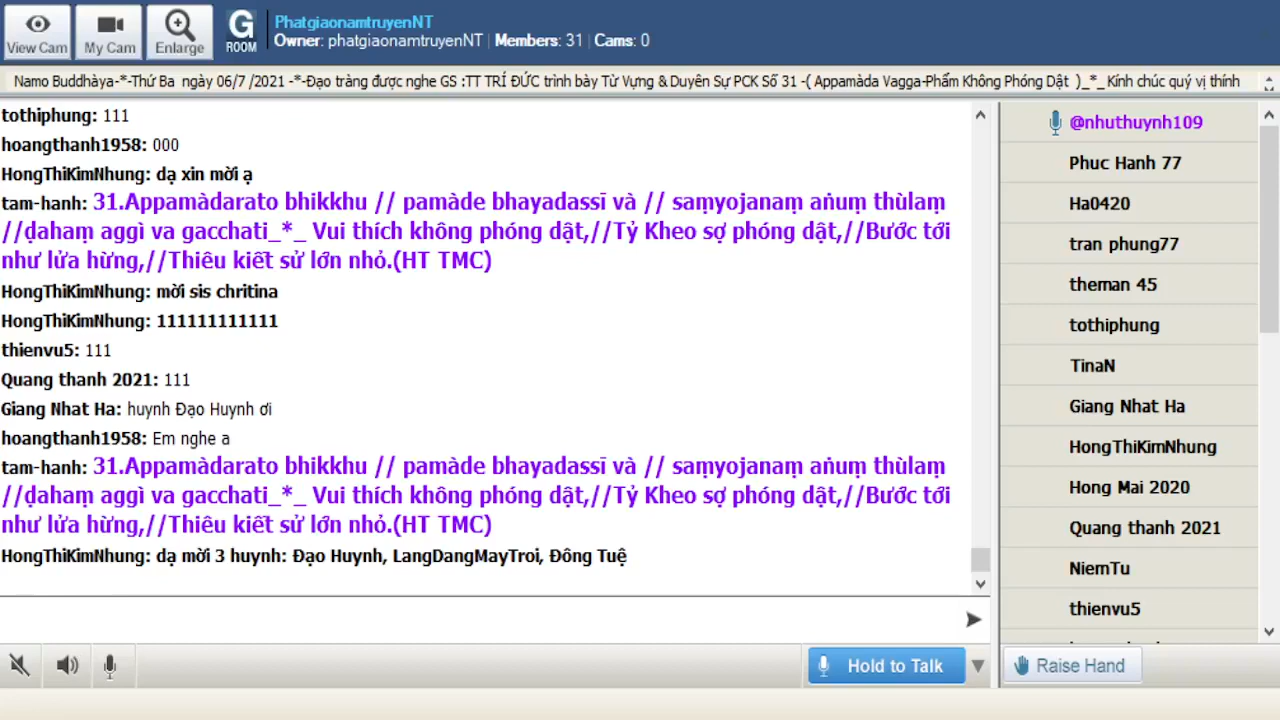 View Cam
My Cam
Enlarge
G
ROOM
PhatgiaonamtruyenNT
Owner: phatgiaonamtruyenNT | Members: 31 | Cams: 0
Namo Buddhàya-*-Thứ Ba  ngày 06/7 /2021 -*-Đạo tràng được nghe GS :TT TRÍ ĐỨC trình bày Từ Vựng & Duyên Sự PCK Số 31 -( Appamàda Vagga-Phẩm Không Phóng Dật  )_*_ Kính chúc quý vị thính
tothiphung: 111
hoangthanh1958: 000
HongThiKimNhung: dạ xin mời ạ
tam-hanh: 31.Appamàdarato bhikkhu // pamàde bhayadassī và // saṃyojanaṃ aṅuṃ thùlaṃ
//ḍahaṃ aggì va gacchati_*_ Vui thích không phóng dật,//Tỷ Kheo sợ phóng dật,//Bước tới
như lửa hừng,//Thiêu kiết sử lớn nhỏ.(HT TMC)
HongThiKimNhung: mời sis chritina
HongThiKimNhung: 111111111111
thienvu5: 111
Quang thanh 2021: 111
Giang Nhat Ha: huynh Đạo Huynh ơi
hoangthanh1958: Em nghe a
tam-hanh: 31.Appamàdarato bhikkhu // pamàde bhayadassī và // saṃyojanaṃ aṅuṃ thùlaṃ
//ḍahaṃ aggì va gacchati_*_ Vui thích không phóng dật,//Tỷ Kheo sợ phóng dật,//Bước tới
như lửa hừng,//Thiêu kiết sử lớn nhỏ.(HT TMC)
HongThiKimNhung: dạ mời 3 huynh: Đạo Huynh, LangDangMayTroi, Đông Tuệ
@nhuthuynh109
Phuc Hanh 77
Ha0420
tran phung77
theman 45
tothiphung
TinaN
Giang Nhat Ha
HongThiKimNhung
Hong Mai 2020
Quang thanh 2021
NiemTu
thienvu5
Hold to Talk
Raise Hand